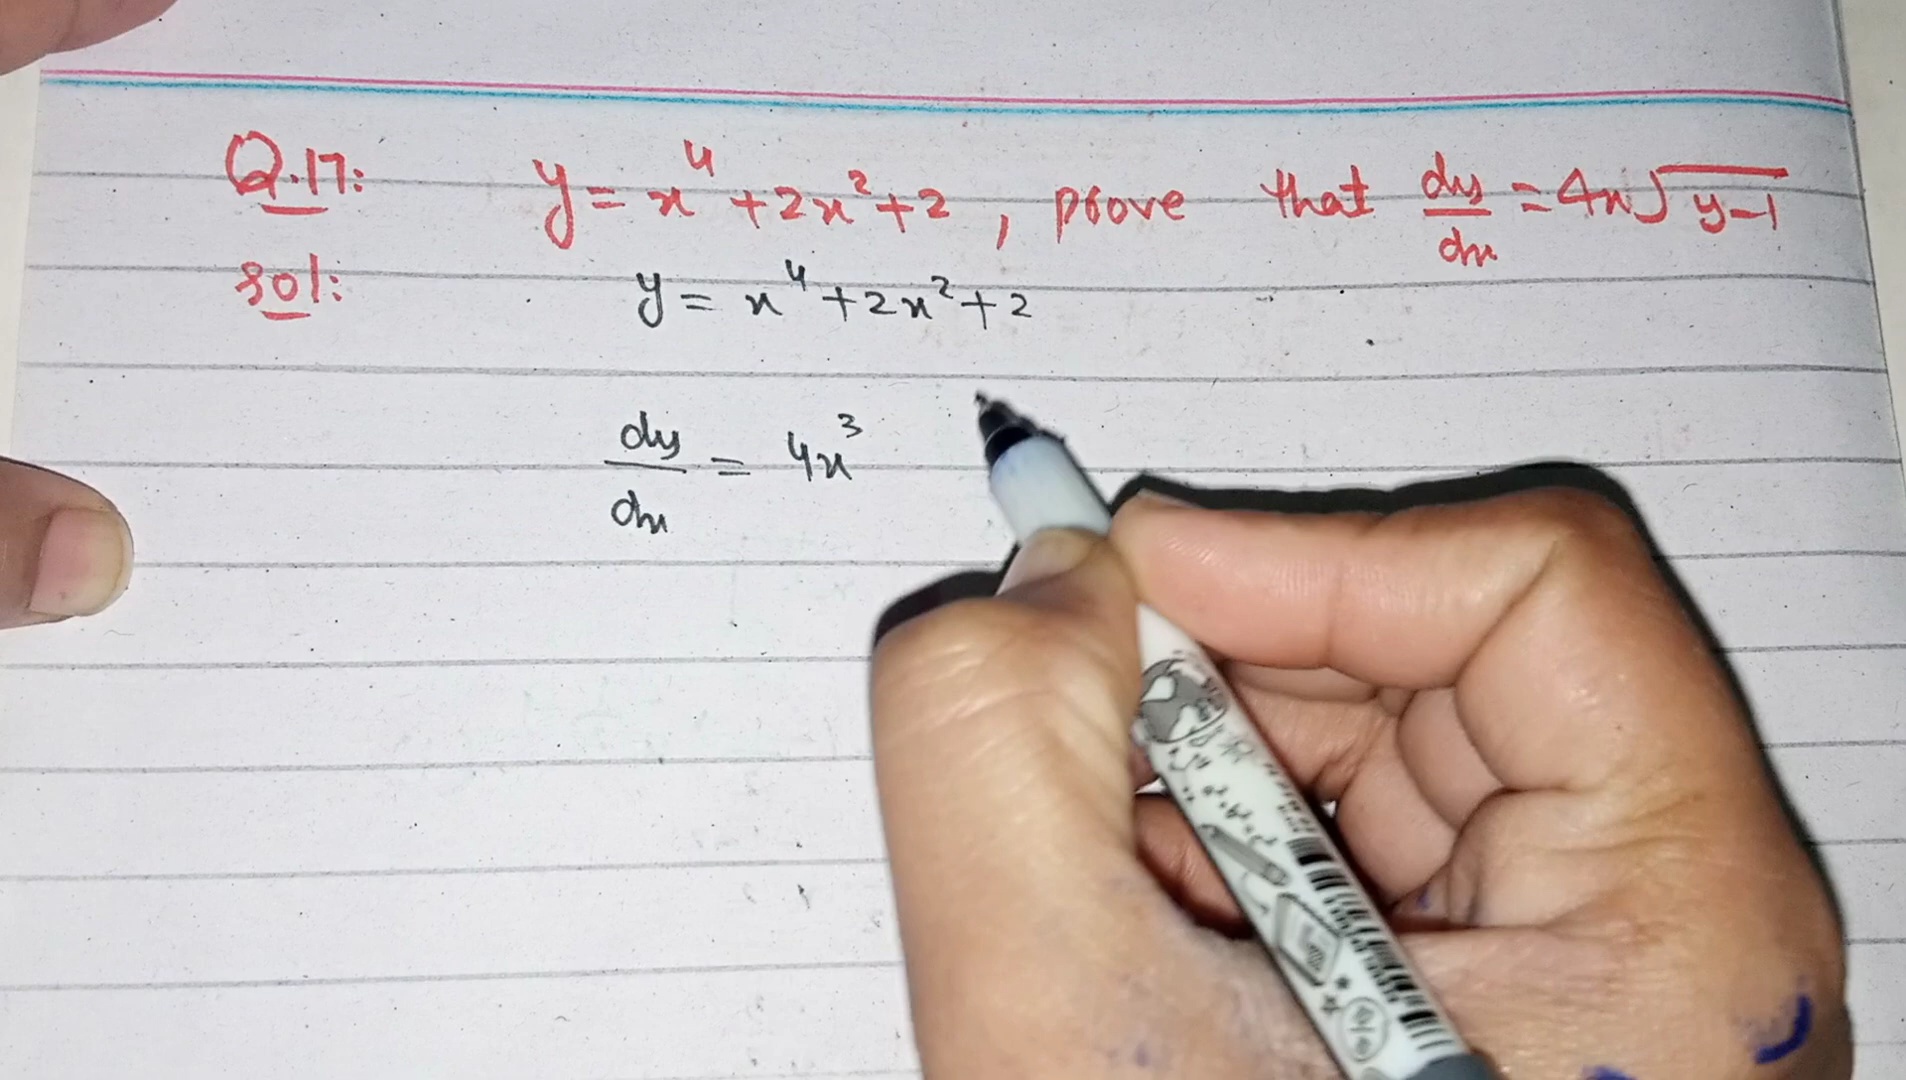 Q.17: y = x⁴ + 2x² + 2 , prove that dy/dx = 4x√(y-1)
Sol: y = x⁴ + 2x² + 2
dy/dx = 4x³